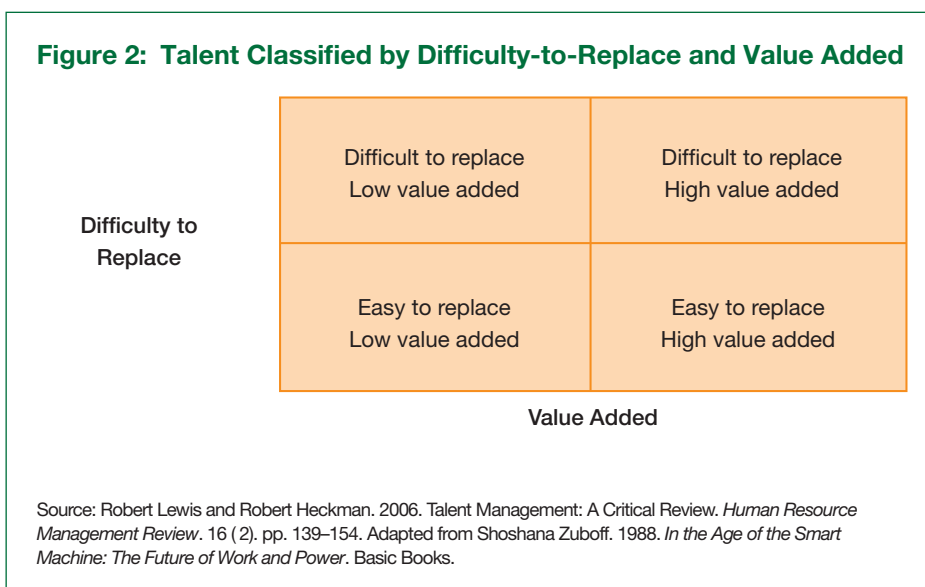 Figure 2: Talent Classified by Difficulty-to-Replace and Value Added
Difficult to replace
Low value added
Difficult to replace
High value added
Difficulty to
Replace
Easy to replace
Low value added
Easy to replace
High value added
Value Added
Source: Robert Lewis and Robert Heckman. 2006. Talent Management: A Critical Review. Human Resource
Management Review. 16 (2). pp. 139–154. Adapted from Shoshana Zuboff. 1988. In the Age of the Smart
Machine: The Future of Work and Power. Basic Books.